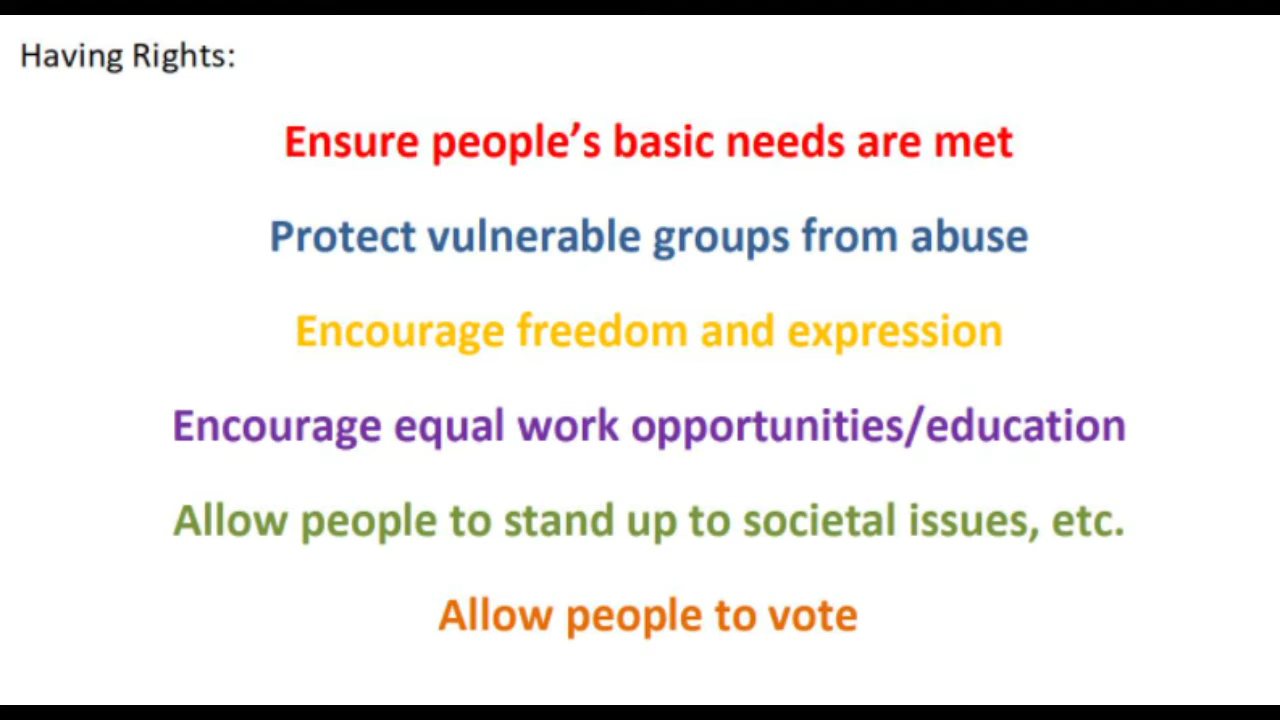 Having Rights:
Ensure people’s basic needs are met
Protect vulnerable groups from abuse
Encourage freedom and expression
Encourage equal work opportunities/education
Allow people to stand up to societal issues, etc.
Allow people to vote